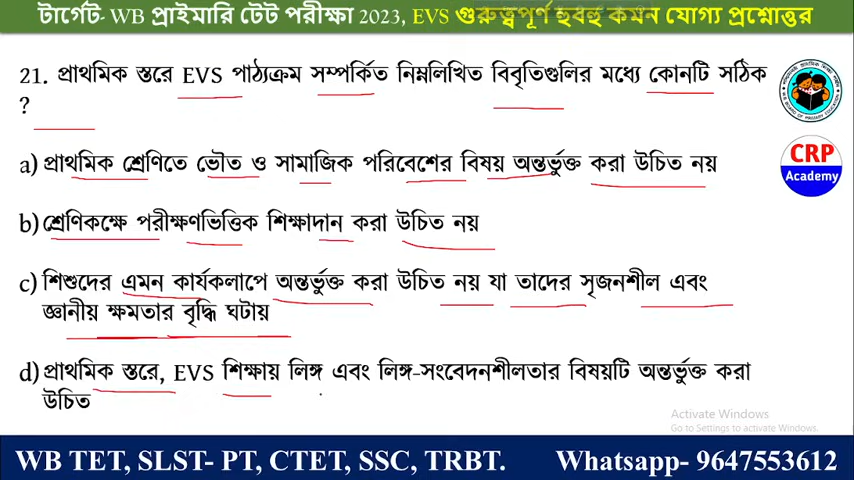 টার্গেট- WB প্রাইমারি টেট পরীক্ষা 2023, EVS গুরুত্বপূর্ণ হুবহু কমন যোগ্য প্রশ্নোত্তর
21. প্রাথমিক স্তরে EVS পাঠ্যক্রম সম্পর্কিত নিম্নলিখিত বিবৃতিগুলির মধ্যে কোনটি সঠিক
?
a) প্রাথমিক শ্রেণিতে ভৌত ও সামাজিক পরিবেশের বিষয় অন্তর্ভুক্ত করা উচিত নয়
CRP
Academy
b) শ্রেণিকক্ষে পরীক্ষণভিত্তিক শিক্ষাদান করা উচিত নয়
c) শিশুদের এমন কার্যকলাপে অন্তর্ভুক্ত করা উচিত নয় যা তাদের সৃজনশীল এবং
জ্ঞানীয় ক্ষমতার বৃদ্ধি ঘটায়
d) প্রাথমিক স্তরে, EVS শিক্ষায় লিঙ্গ এবং লিঙ্গ-সংবেদনশীলতার বিষয়টি অন্তর্ভুক্ত করা
উচিত
Activate Windows
Go to Settings to activate Windows.
WB TET, SLST- PT, CTET, SSC, TRBT. Whatsapp- 9647553612